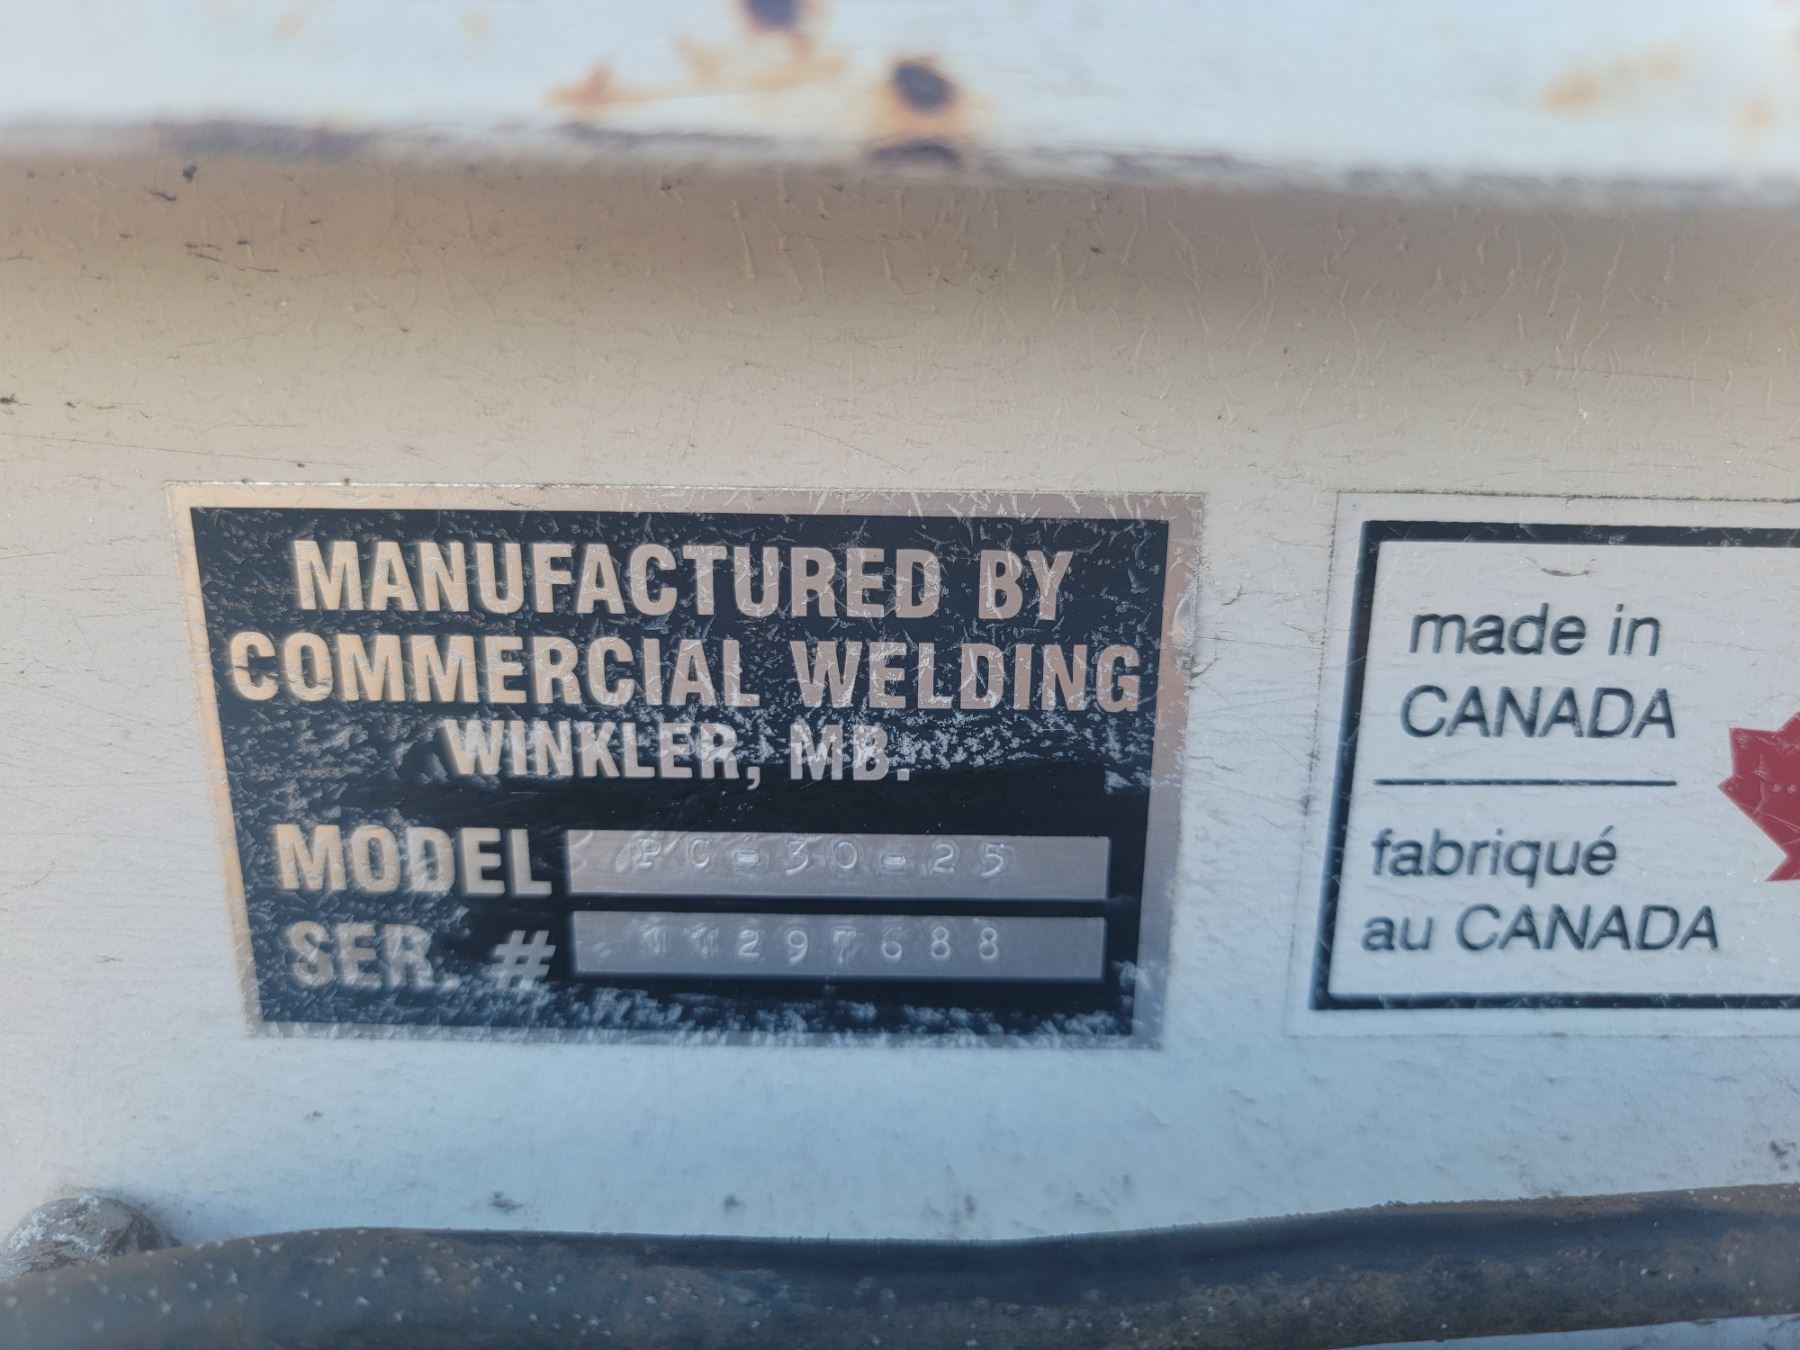 MANUFACTURED BY
COMMERCIAL WELDING
WINKLER, MB.
MODEL PC-30-25
SER. # 11297688
made in
CANADA
fabriqué
au CANADA